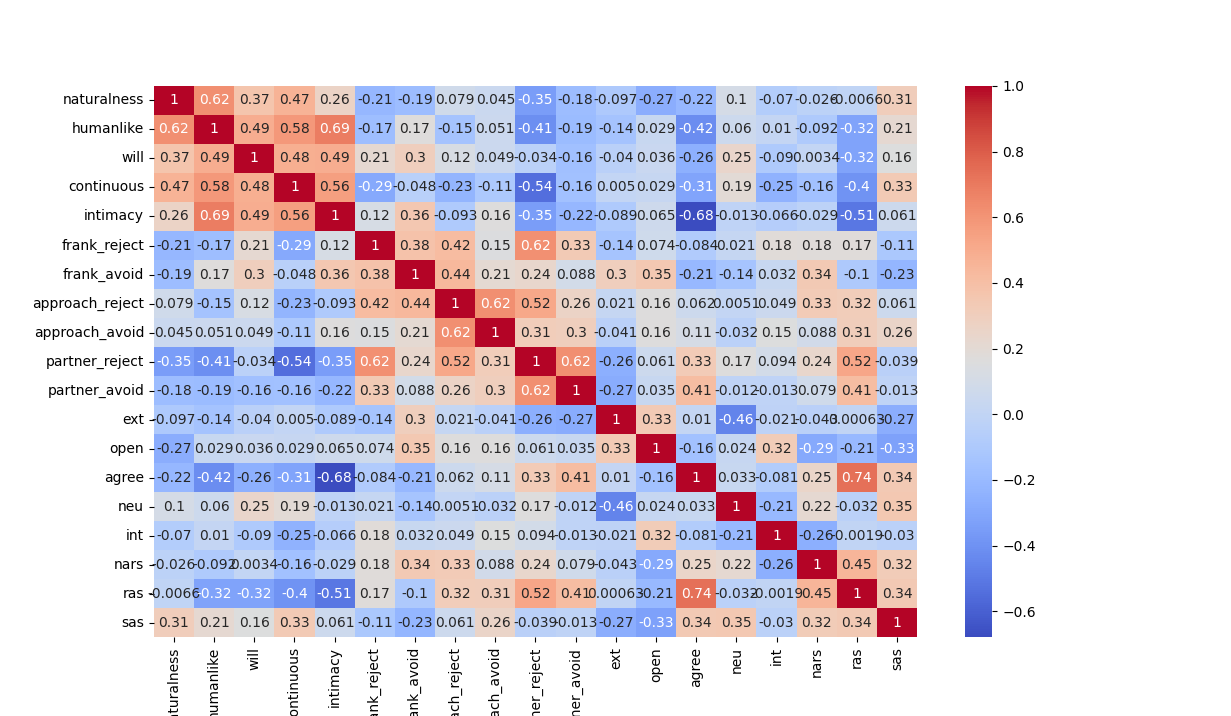 naturalness 1 0.62 0.37 0.47 0.26 -0.21 -0.19 0.079 0.045 -0.35 -0.18 -0.097 -0.27 -0.22 0.1 -0.07 -0.026 0.0066 0.31
humanlike 0.62 1 0.49 0.58 0.69 -0.17 0.17 -0.15 0.051 -0.41 -0.19 -0.14 0.029 -0.42 0.06 0.01 -0.092 -0.32 0.21
will 0.37 0.49 1 0.48 0.49 0.21 0.3 0.12 0.049 -0.034 -0.16 -0.04 0.036 -0.26 0.25 -0.09 0.0034 -0.32 0.16
continuous 0.47 0.58 0.48 1 0.56 -0.29 -0.048 -0.23 -0.11 -0.54 -0.16 0.005 0.029 -0.31 0.19 -0.25 -0.16 -0.4 0.33
intimacy 0.26 0.69 0.49 0.56 1 0.12 0.36 -0.093 0.16 -0.35 -0.22 -0.089 0.065 -0.68 -0.013 -0.066 -0.029 -0.51 0.061
frank_reject -0.21 -0.17 0.21 -0.29 0.12 1 0.38 0.42 0.15 0.62 0.33 -0.14 0.074 -0.084 0.021 0.18 0.18 0.17 -0.11
frank_avoid -0.19 0.17 0.3 -0.048 0.36 0.38 1 0.44 0.21 0.24 0.088 0.3 0.35 -0.21 -0.14 0.032 0.34 -0.1 -0.23
approach_reject -0.079 -0.15 0.12 -0.23 -0.093 0.42 0.44 1 0.62 0.52 0.26 0.021 0.16 0.062 0.0051 0.049 0.33 0.32 0.061
approach_avoid -0.045 0.051 0.049 -0.11 0.16 0.15 0.21 0.62 1 0.31 0.3 -0.041 0.16 0.11 -0.032 0.15 0.088 0.31 0.26
partner_reject -0.35 -0.41 -0.034 -0.54 -0.35 0.62 0.24 0.52 0.31 1 0.62 -0.26 0.061 0.33 0.17 0.094 0.24 0.52 -0.039
partner_avoid -0.18 -0.19 -0.16 -0.16 -0.22 0.33 0.088 0.26 0.3 0.62 1 -0.27 0.035 0.41 -0.012 -0.013 -0.079 0.41 -0.013
ext -0.097 -0.14 -0.04 0.005 -0.089 -0.14 0.3 0.021 -0.041 -0.26 -0.27 1 0.33 0.01 -0.46 -0.021 -0.043 0.00063 -0.27
open -0.27 0.029 0.036 0.029 0.065 0.074 0.35 0.16 0.16 0.061 0.035 0.33 1 -0.16 0.024 0.32 -0.29 -0.21 -0.33
agree -0.22 -0.42 -0.26 -0.31 -0.68 -0.084 -0.21 0.062 0.11 0.33 0.41 0.01 -0.16 1 0.033 -0.081 0.25 0.74 0.34
neu 0.1 0.06 0.25 0.19 -0.013 0.021 -0.14 0.0051 -0.032 0.17 -0.012 -0.46 0.024 0.033 1 -0.21 0.22 -0.032 0.35
int -0.07 0.01 -0.09 -0.25 -0.066 0.18 0.032 0.049 0.15 0.094 -0.013 -0.021 0.32 -0.081 -0.21 1 -0.26 -0.0019 -0.03
nars -0.026 -0.092 0.0034 -0.16 -0.029 0.18 0.34 0.33 0.088 0.24 0.079 -0.043 -0.29 0.25 0.22 -0.26 1 0.45 0.32
ras -0.0066 -0.32 -0.32 -0.4 -0.51 0.17 -0.1 0.32 0.31 0.52 0.41 0.00063 -0.21 0.74 -0.032 -0.0019 0.45 1 0.34
sas 0.31 0.21 0.16 0.33 0.061 -0.11 -0.23 0.061 0.26 -0.039 -0.013 -0.27 -0.33 0.34 0.35 -0.03 0.32 0.34 1
aturalness humanlike will ontinuous intimacy nk_reject nk_avoid ach_reject ach_avoid ner_reject ner_avoid ext open agree neu int nars ras sas
1.0
0.8
0.6
0.4
0.2
0.0
−0.2
−0.4
−0.6